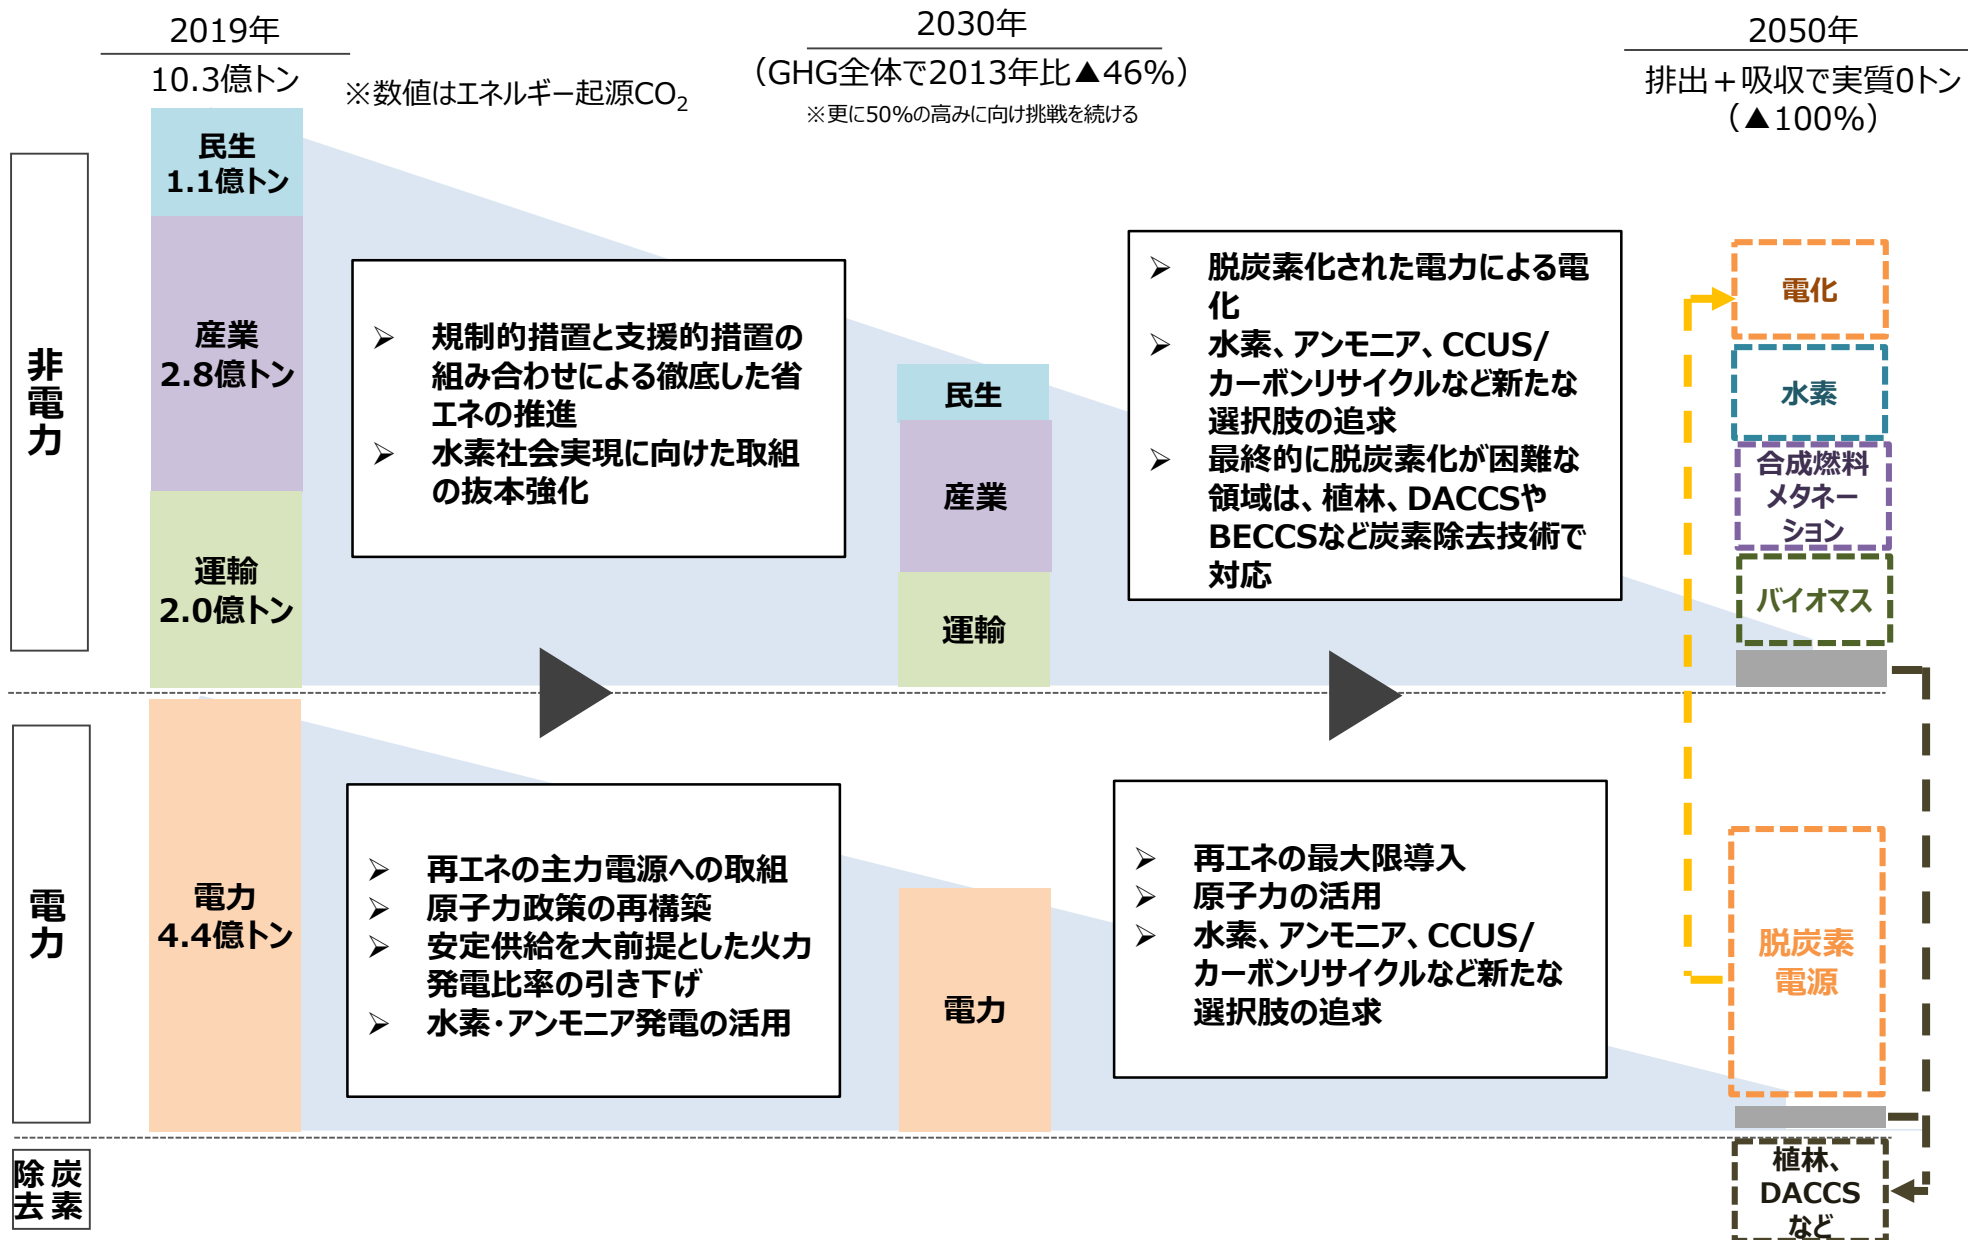 2019年
10.3億トン
※数値はエネルギー起源CO2
2030年
（GHG全体で2013年比▲46%）
※更に50%の高みに向け挑戦を続ける
2050年
排出＋吸収で実質0トン
（▲100%）
非電力
民生
1.1億トン
産業
2.8億トン
運輸
2.0億トン
➢ 規制的措置と支援的措置の
組み合わせによる徹底した省
エネの推進
➢ 水素社会実現に向けた取組
の抜本強化
民生
産業
運輸
➢ 脱炭素化された電力による電
化
➢ 水素、アンモニア、CCUS/
カーボンリサイクルなど新たな
選択肢の追求
➢ 最終的に脱炭素化が困難な
領域は、植林、DACCSや
BECCSなど炭素除去技術で
対応
電化
水素
合成燃料
メタネー
ション
バイオマス
電力
電力
4.4億トン
➢ 再エネの主力電源への取組
➢ 原子力政策の再構築
➢ 安定供給を大前提とした火力
発電比率の引き下げ
➢ 水素・アンモニア発電の活用
電力
➢ 再エネの最大限導入
➢ 原子力の活用
➢ 水素、アンモニア、CCUS/
カーボンリサイクルなど新たな
選択肢の追求
脱炭素
電源
炭素
除去
植林、
DACCS
など